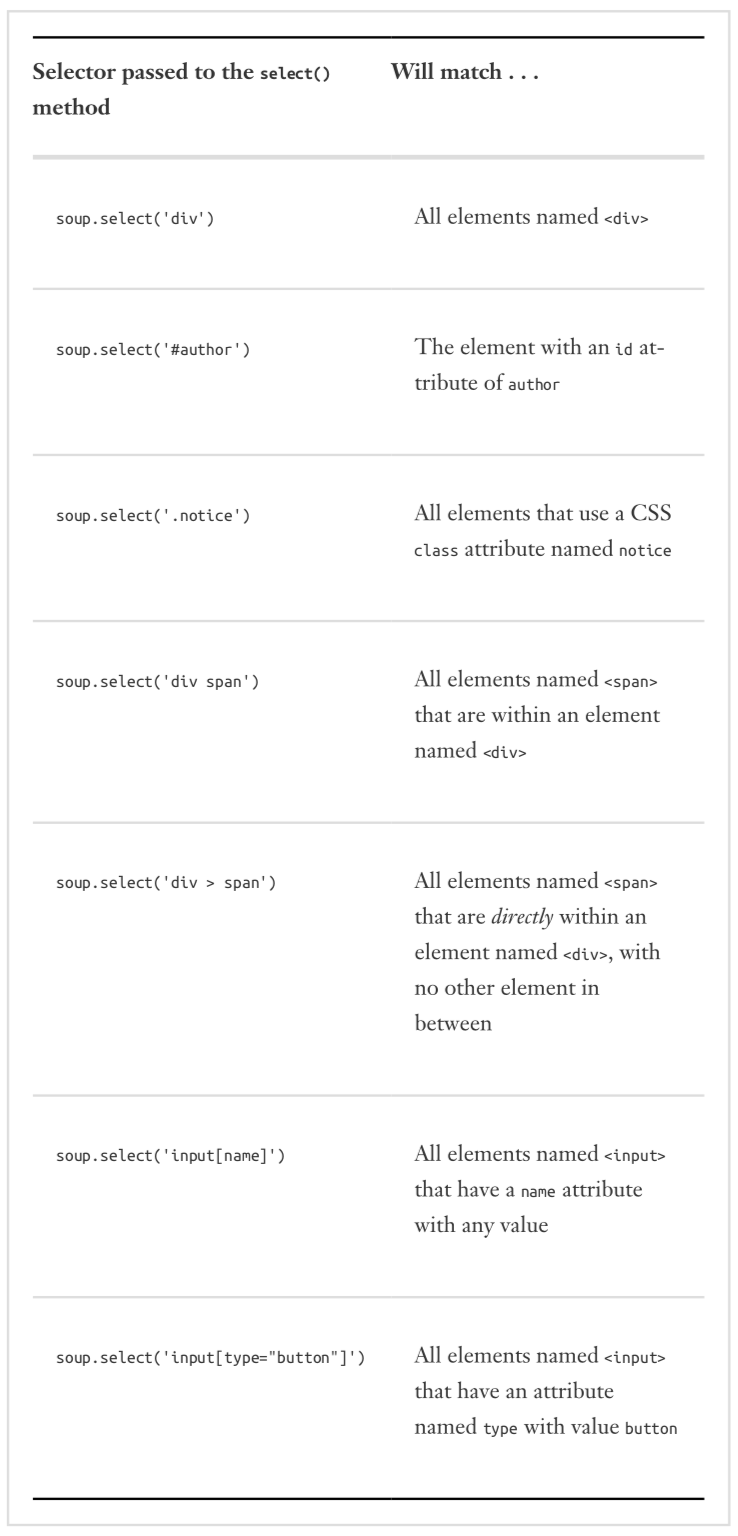 Selector passed to the select()
method
Will match . . .
soup.select('div')
All elements named <div>
soup.select('#author')
The element with an id at-
tribute of author
soup.select('.notice')
All elements that use a CSS
class attribute named notice
soup.select('div span')
All elements named <span>
that are within an element
named <div>
soup.select('div > span')
All elements named <span>
that are directly within an
element named <div>, with
no other element in
between
soup.select('input[name]')
All elements named <input>
that have a name attribute
with any value
soup.select('input[type="button"]')
All elements named <input>
that have an attribute
named type with value button